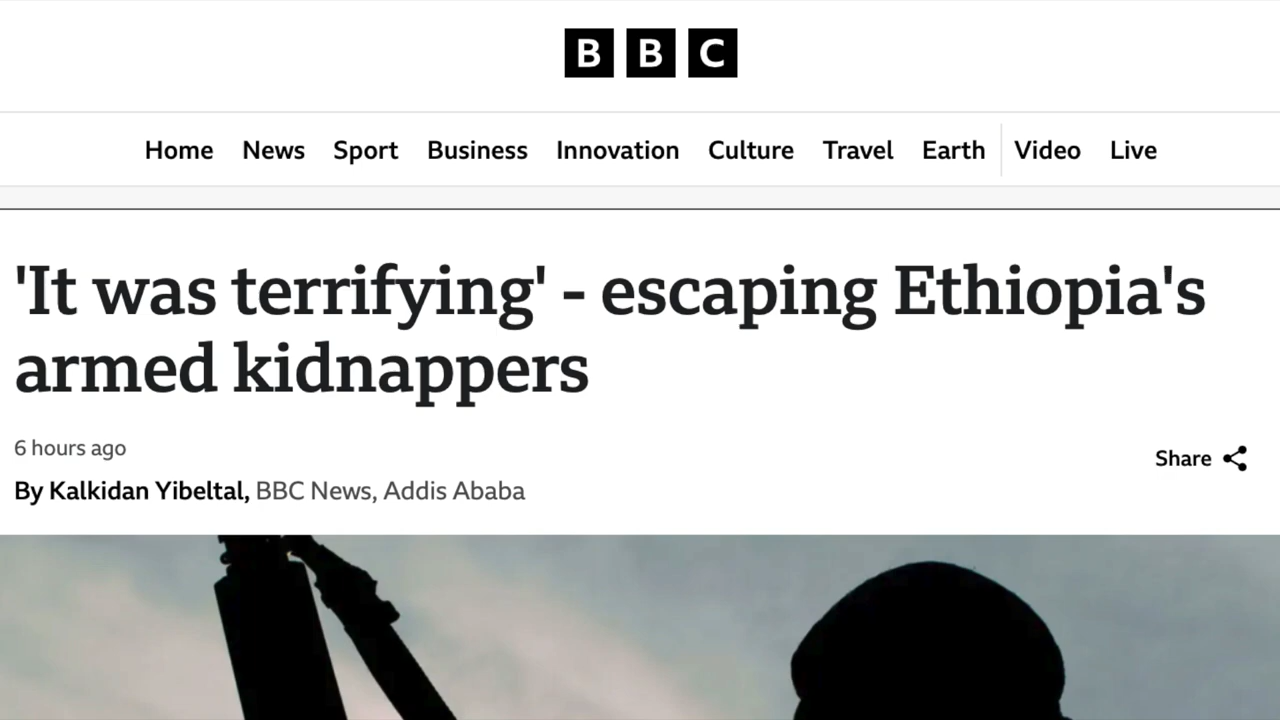 BBC
Home News Sport Business Innovation Culture Travel Earth Video Live
'It was terrifying' - escaping Ethiopia's
armed kidnappers
6 hours ago
Share
By Kalkidan Yibeltal, BBC News, Addis Ababa